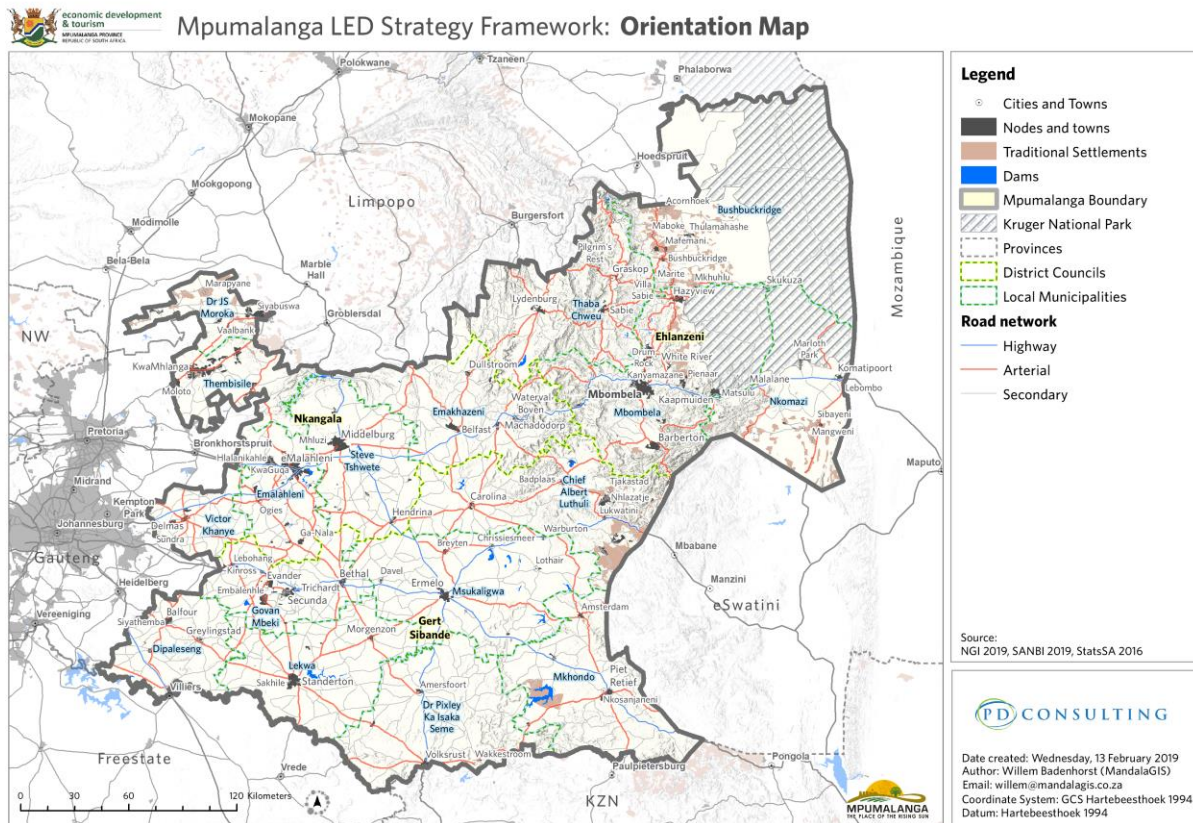 economic development
& tourism
MPUMALANGA PROVINCE
REPUBLIC OF SOUTH AFRICA
Mpumalanga LED Strategy Framework: Orientation Map
Polokwane
Tzaneen
Phalaborwa
Mokopane
Hoedspruit
Mookgopong
Limpopo
Modimolle
Burgersfort
Acornhoek
Bushbuckridge
Maboke
Thulamahashe
Mafemani
Bela-Bela
Marble
Hall
Pilgrim's
Rest
Bushbuckridge
Graskop
Marite
Mkhuhlu
Skukuza
Mozambique
Marapyane
Dr JS
Moroka
Siyabuswa
Groblersdal
Lydenburg
Villa
Sabie
Hazyview
Thaba
Chweu
Sabie
NW
Vaalbank
Ehlanzeni
KwaMhlanga
Moloto
Thembisile
Dullstroom
Drum
Rock
White River
Marloth
Park
Kanyamazane
Pienaar
Komatipoort
Malalane
Lebombo
Nkangala
Emakhazeni
Waterval
Boven
Mbombela
Mbombela
Kaapmuiden
Matsulu
Nkomazi
Sibayeni
Mangweni
Pretoria
Bronkhorstspruit
Mhluzi
Middelburg
Belfast
Machadodorp
Barberton
Hlalanikahle
eMalahleni
Steve
Tshwete
KwaGuqa
Badplaas
Chief
Albert
Luthuli
Tjakastad
Nhlazatje
Lukwatini
Maputo
Midrand
Emalahleni
Kempton
Park
Carolina
Johannesburg
Delmas
Sundra
Victor
Khanye
Ogies
Ga-Nala
Hendrina
Chrissiesmeer
Warburton
Gauteng
Breyten
Lothair
Mbabane
Lebohang
Kinross
Evander
Bethal
Davel
Heidelberg
Embalenhle
Trichardt
Secunda
Ermelo
Msukaligwa
Manzini
eSwatini
Vereeniging
Siyathemba
Balfour
Govan
Mbeki
Amsterdam
Greylingstad
Morgenzon
Gert
Sibande
Dipaleseng
Lekwa
Sakhile
Standerton
Mkhondo
Piet
Retief
Villiers
Amersfoort
Nkosanjaneni
Dr Pixley
Ka Isaka
Seme
Volksrust
Wakkestroom
Freestate
Vrede
Paulpietersburg
Pongola
KZN
0 30 60 120 Kilometers
MPUMALANGA
THE PLACE OF THE RISING SUN
Legend
Cities and Towns
Nodes and towns
Traditional Settlements
Dams
Mpumalanga Boundary
Kruger National Park
Provinces
District Councils
Local Municipalities
Road network
Highway
Arterial
Secondary
Source:
NGI 2019, SANBI 2019, StatsSA 2016
PD CONSULTING
Date created: Wednesday, 13 February 2019
Author: Willem Badenhorst (MandalaGIS)
Email: willem@mandalagis.co.za
Coordinate System: GCS Hartebeesthoek 1994
Datum: Hartebeesthoek 1994